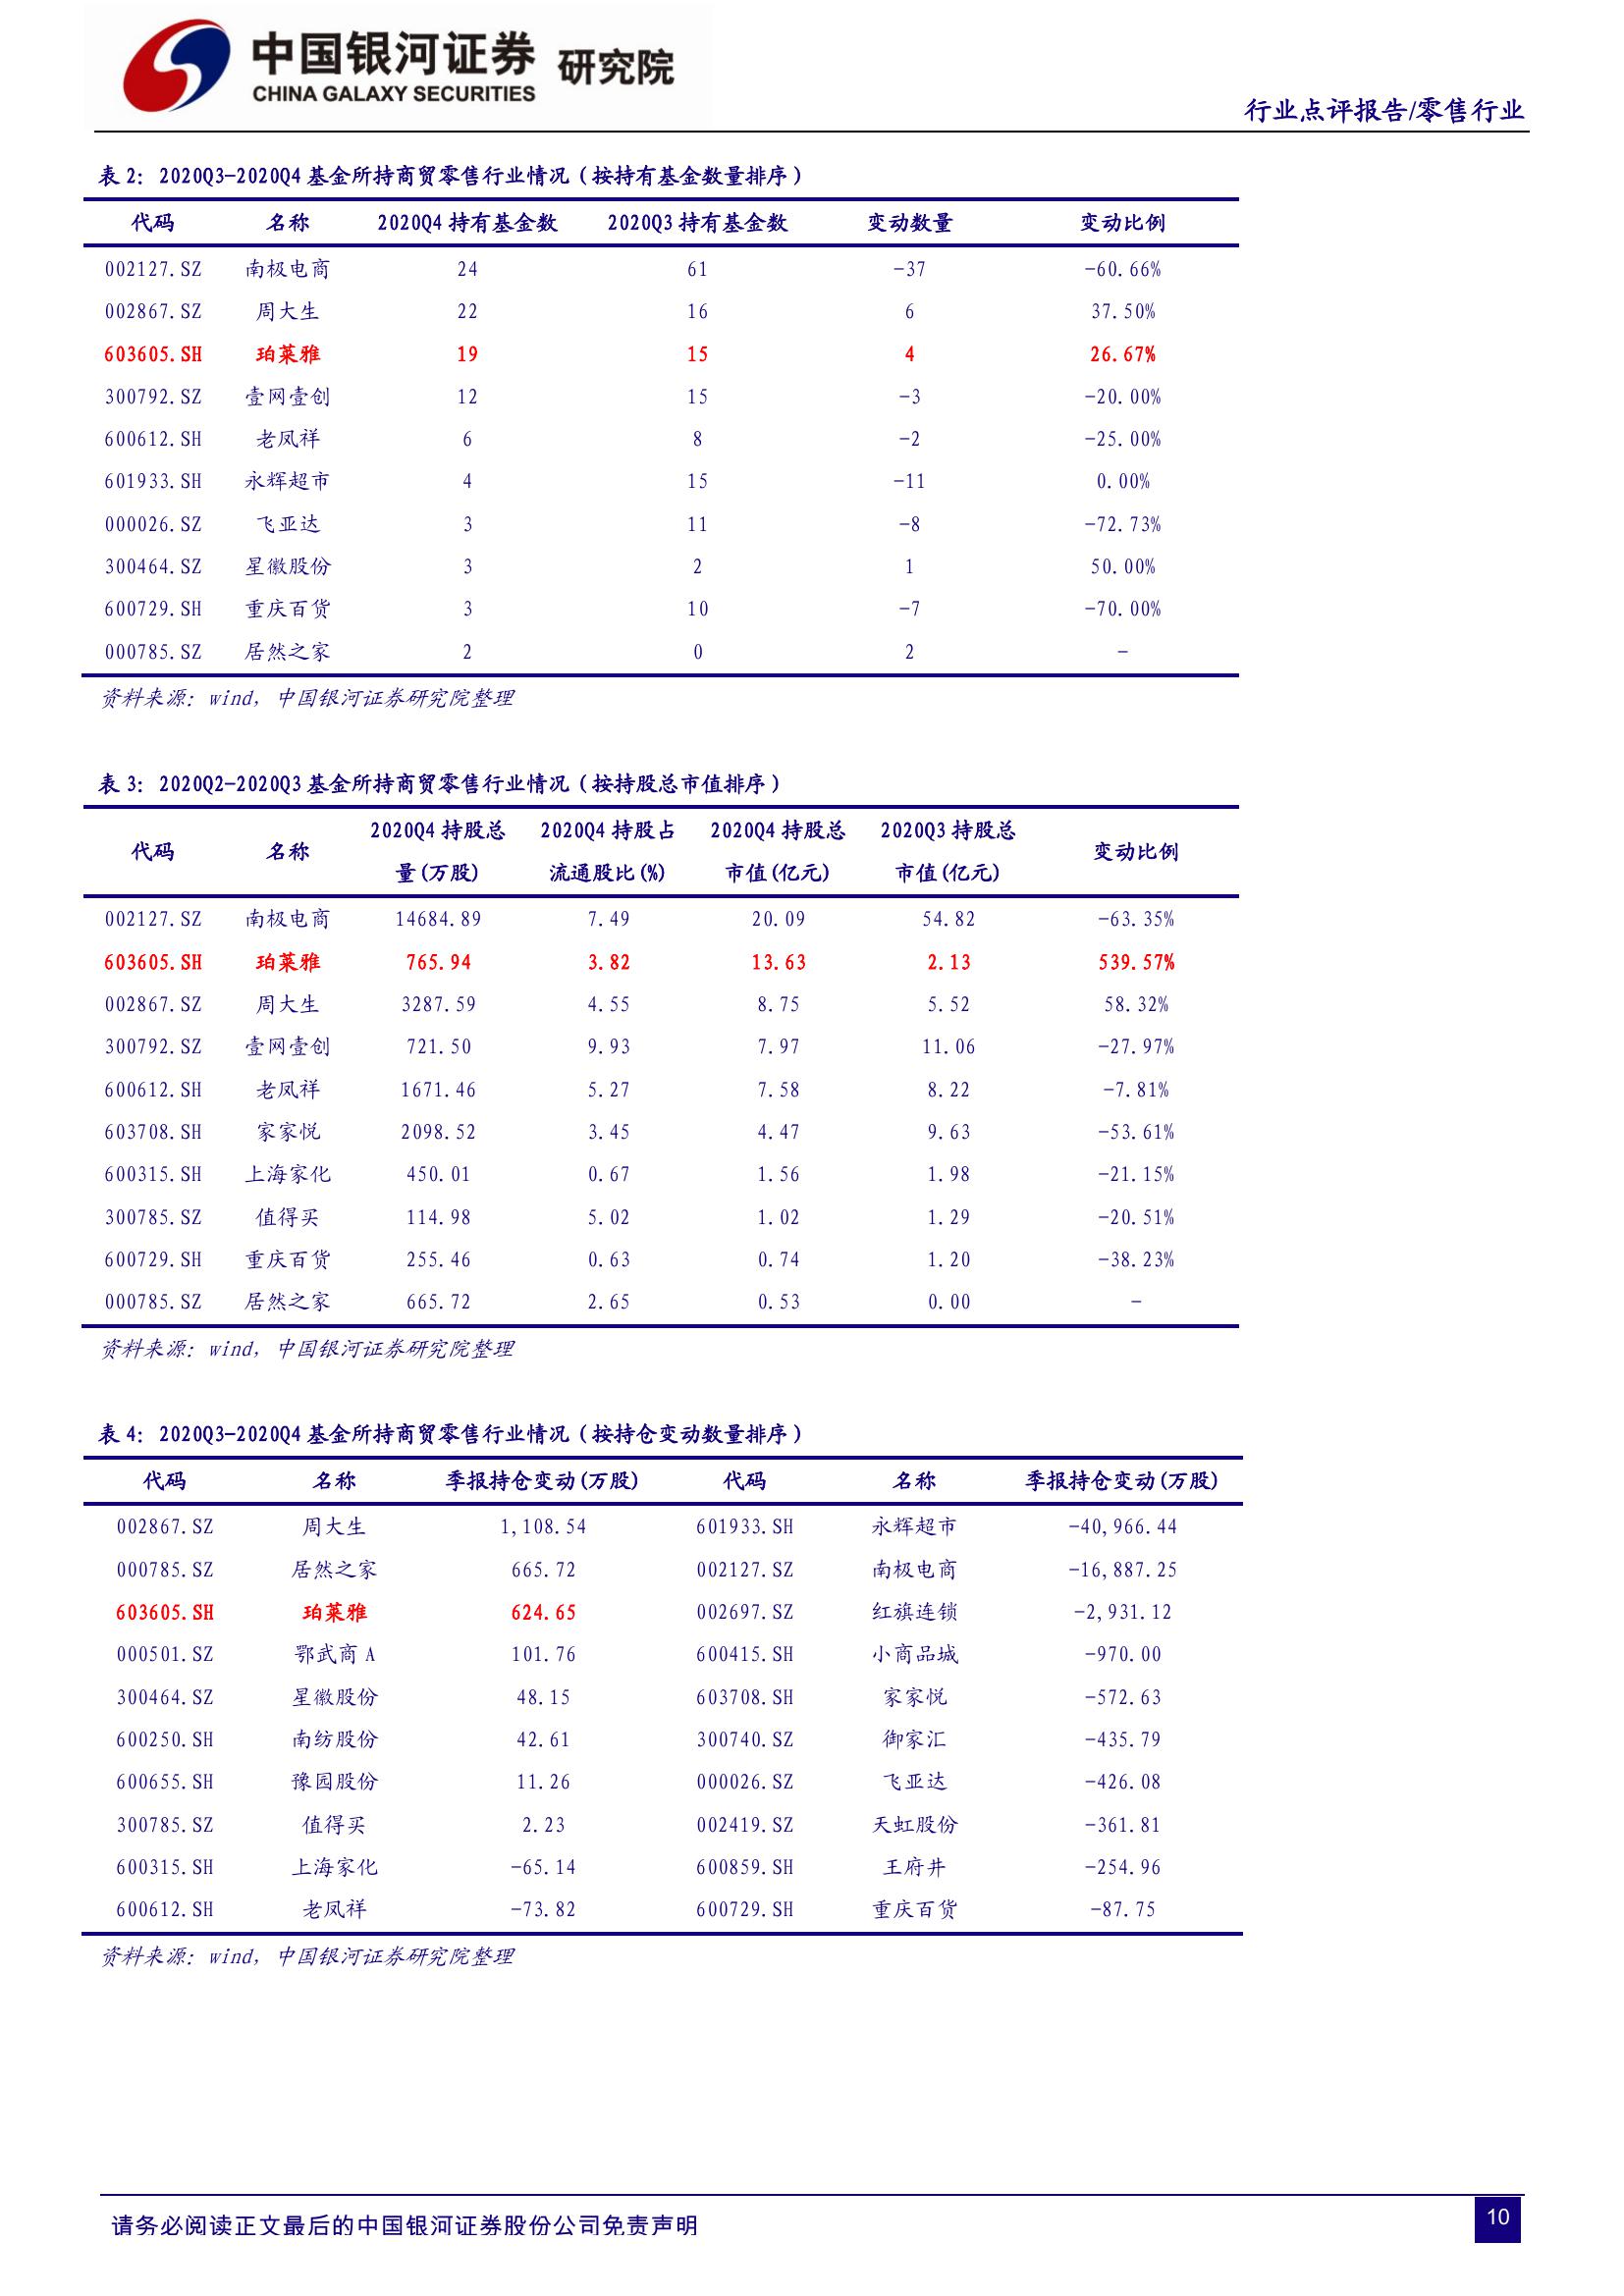 中国银河证券 研究院
CHINA GALAXY SECURITIES
行业点评报告/零售行业
表 2: 2020Q3-2020Q4 基金所持商贸零售行业情况（按持有基金数量排序）
代码 名称 2020Q4 持有基金数 2020Q3 持有基金数 变动数量 变动比例
002127.SZ 南极电商 24 61 -37 -60.66%
002867.SZ 周大生 22 16 6 37.50%
603605.SH 珀莱雅 19 15 4 26.67%
300792.SZ 壹网壹创 12 15 -3 -20.00%
600612.SH 老凤祥 6 8 -2 -25.00%
601933.SH 永辉超市 4 15 -11 0.00%
000026.SZ 飞亚达 3 11 -8 -72.73%
300464.SZ 星徽股份 3 2 1 50.00%
600729.SH 重庆百货 3 10 -7 -70.00%
000785.SZ 居然之家 2 0 2 -
资料来源: wind, 中国银河证券研究院整理
表 3: 2020Q2-2020Q3 基金所持商贸零售行业情况（按持股总市值排序）
代码 名称 2020Q4 持股总量(万股) 2020Q4 持股占流通股比(%) 2020Q4 持股总市值(亿元) 2020Q3 持股总市值(亿元) 变动比例
002127.SZ 南极电商 14684.89 7.49 20.09 54.82 -63.35%
603605.SH 珀莱雅 765.94 3.82 13.63 2.13 539.57%
002867.SZ 周大生 3287.59 4.55 8.75 5.52 58.32%
300792.SZ 壹网壹创 721.50 9.93 7.97 11.06 -27.97%
600612.SH 老凤祥 1671.46 5.27 7.58 8.22 -7.81%
603708.SH 家家悦 2098.52 3.45 4.47 9.63 -53.61%
600315.SH 上海家化 450.01 0.67 1.56 1.98 -21.15%
300785.SZ 值得买 114.98 5.02 1.02 1.29 -20.51%
600729.SH 重庆百货 255.46 0.63 0.74 1.20 -38.23%
000785.SZ 居然之家 665.72 2.65 0.53 0.00 -
资料来源: wind, 中国银河证券研究院整理
表 4: 2020Q3-2020Q4 基金所持商贸零售行业情况（按持仓变动数量排序）
代码 名称 季报持仓变动(万股) 代码 名称 季报持仓变动(万股)
002867.SZ 周大生 1,108.54 601933.SH 永辉超市 -40,966.44
000785.SZ 居然之家 665.72 002127.SZ 南极电商 -16,887.25
603605.SH 珀莱雅 624.65 002697.SZ 红旗连锁 -2,931.12
000501.SZ 鄂武商 A 101.76 600415.SH 小商品城 -970.00
300464.SZ 星徽股份 48.15 603708.SH 家家悦 -572.63
600250.SH 南纺股份 42.61 300740.SZ 御家汇 -435.79
600655.SH 豫园股份 11.26 000026.SZ 飞亚达 -426.08
300785.SZ 值得买 2.23 002419.SZ 天虹股份 -361.81
600315.SH 上海家化 -65.14 600859.SH 王府井 -254.96
600612.SH 老凤祥 -73.82 600729.SH 重庆百货 -87.75
资料来源: wind, 中国银河证券研究院整理
请务必阅读正文最后的中国银河证券股份公司免责声明
10